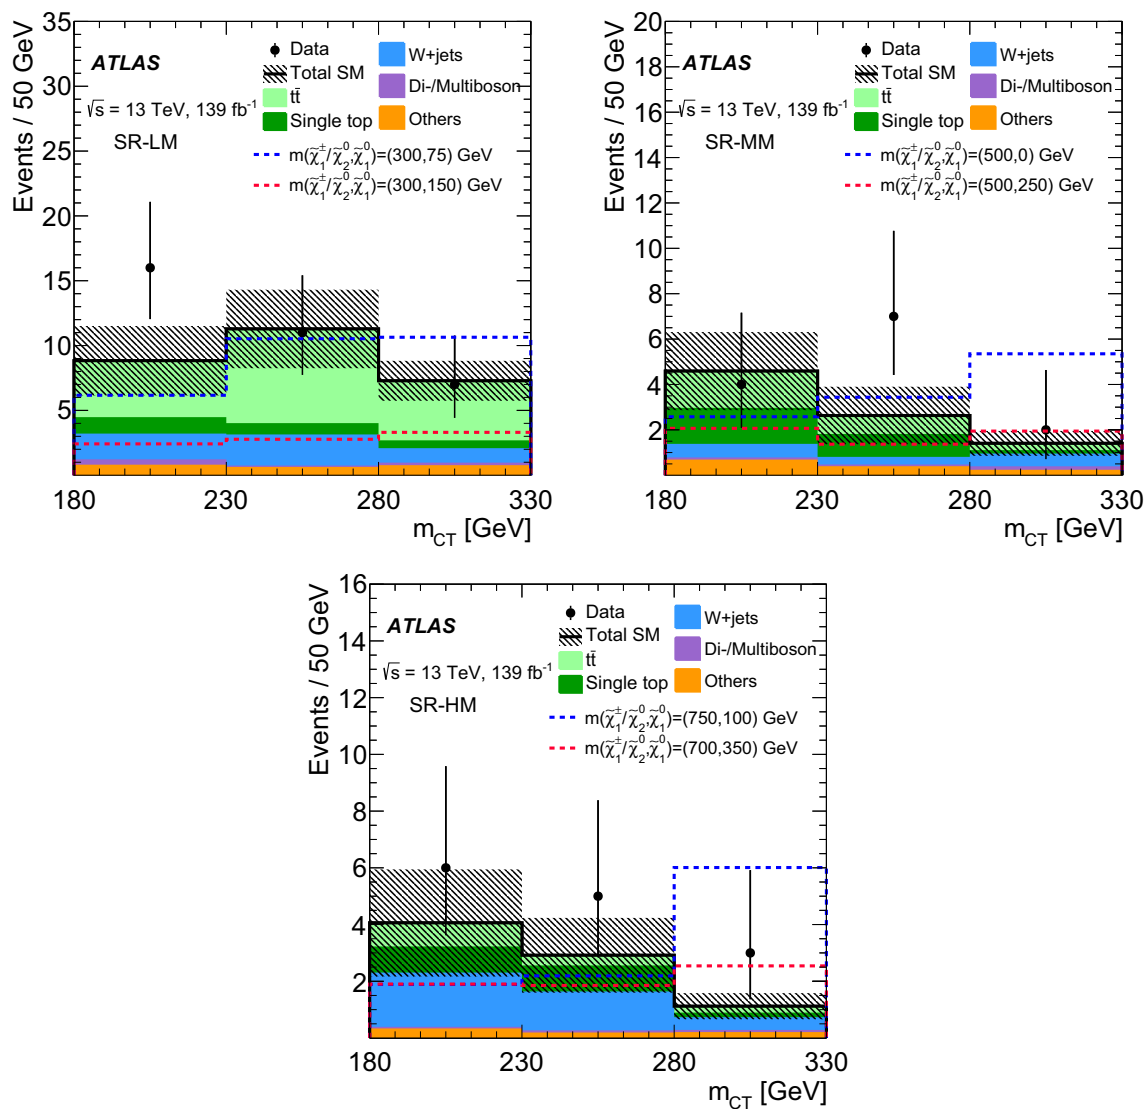 Events / 50 GeV
35
30
25
20
15
10
5
ATLAS
√s = 13 TeV, 139 fb⁻¹
SR-LM
Data
Total SM
tt̄
Single top
W+jets
Di-/Multiboson
Others
m(χ̃₁±/χ̃₂⁰,χ̃₁⁰)=(300,75) GeV
m(χ̃₁±/χ̃₂⁰,χ̃₁⁰)=(300,150) GeV
180 230 280 330
m_CT [GeV]
Events / 50 GeV
20
18
16
14
12
10
8
6
4
2
ATLAS
√s = 13 TeV, 139 fb⁻¹
SR-MM
Data
Total SM
tt̄
Single top
W+jets
Di-/Multiboson
Others
m(χ̃₁±/χ̃₂⁰,χ̃₁⁰)=(500,0) GeV
m(χ̃₁±/χ̃₂⁰,χ̃₁⁰)=(500,250) GeV
180 230 280 330
m_CT [GeV]
Events / 50 GeV
16
14
12
10
8
6
4
2
ATLAS
√s = 13 TeV, 139 fb⁻¹
SR-HM
Data
Total SM
tt̄
Single top
W+jets
Di-/Multiboson
Others
m(χ̃₁±/χ̃₂⁰,χ̃₁⁰)=(750,100) GeV
m(χ̃₁±/χ̃₂⁰,χ̃₁⁰)=(700,350) GeV
180 230 280 330
m_CT [GeV]